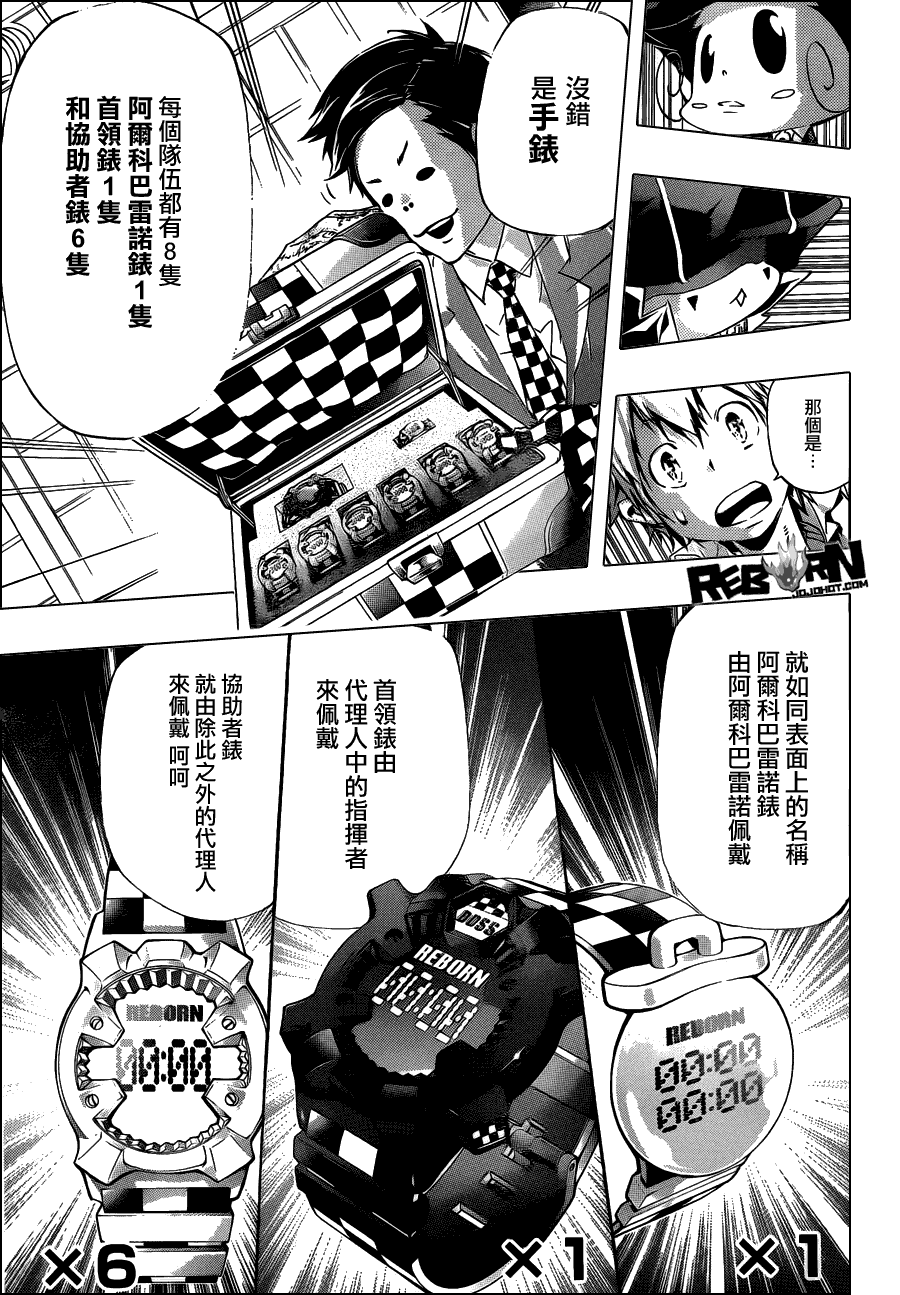 那個是…
REBORN
JOJOHOT.COM
沒錯
是手錶
每個隊伍都有8隻
阿爾科巴雷諾錶1隻
首領錶1隻
和協助者錶6隻
就如同表面上的名稱
阿爾科巴雷諾錶
由阿爾科巴雷諾佩戴
REBORN
00:00
00:00
×1
首領錶由
代理人中的指揮者
來佩戴
BOSS
REBORN
00:00
×1
協助者錶
就由除此之外的代理人
來佩戴 呵呵
REBORN
00:00
×6